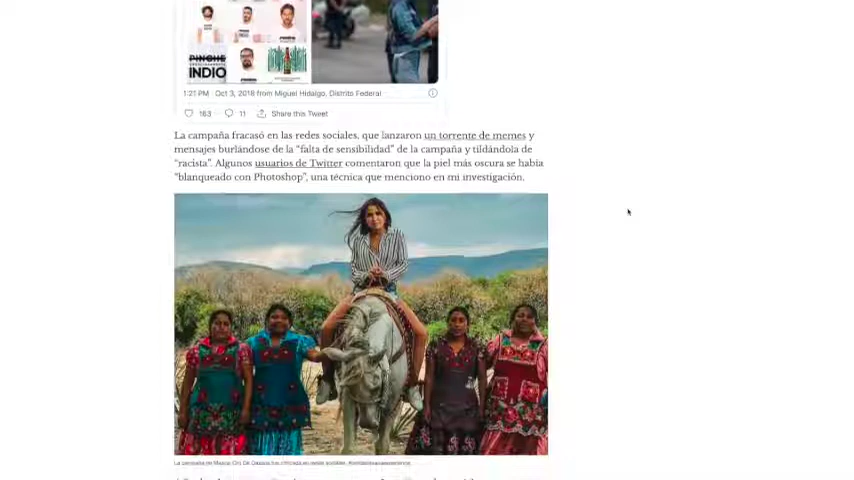 PINCHE
INDIO
1:21 PM · Oct 3, 2018 from Miguel Hidalgo, Distrito Federal
163 11 Share this Tweet
La campaña fracasó en las redes sociales, que lanzaron un torrente de memes y
mensajes burlándose de la “falta de sensibilidad” de la campaña y tildándola de
“racista”. Algunos usuarios de Twitter comentaron que la piel más oscura se había
“blanqueado con Photoshop”, una técnica que menciono en mi investigación.